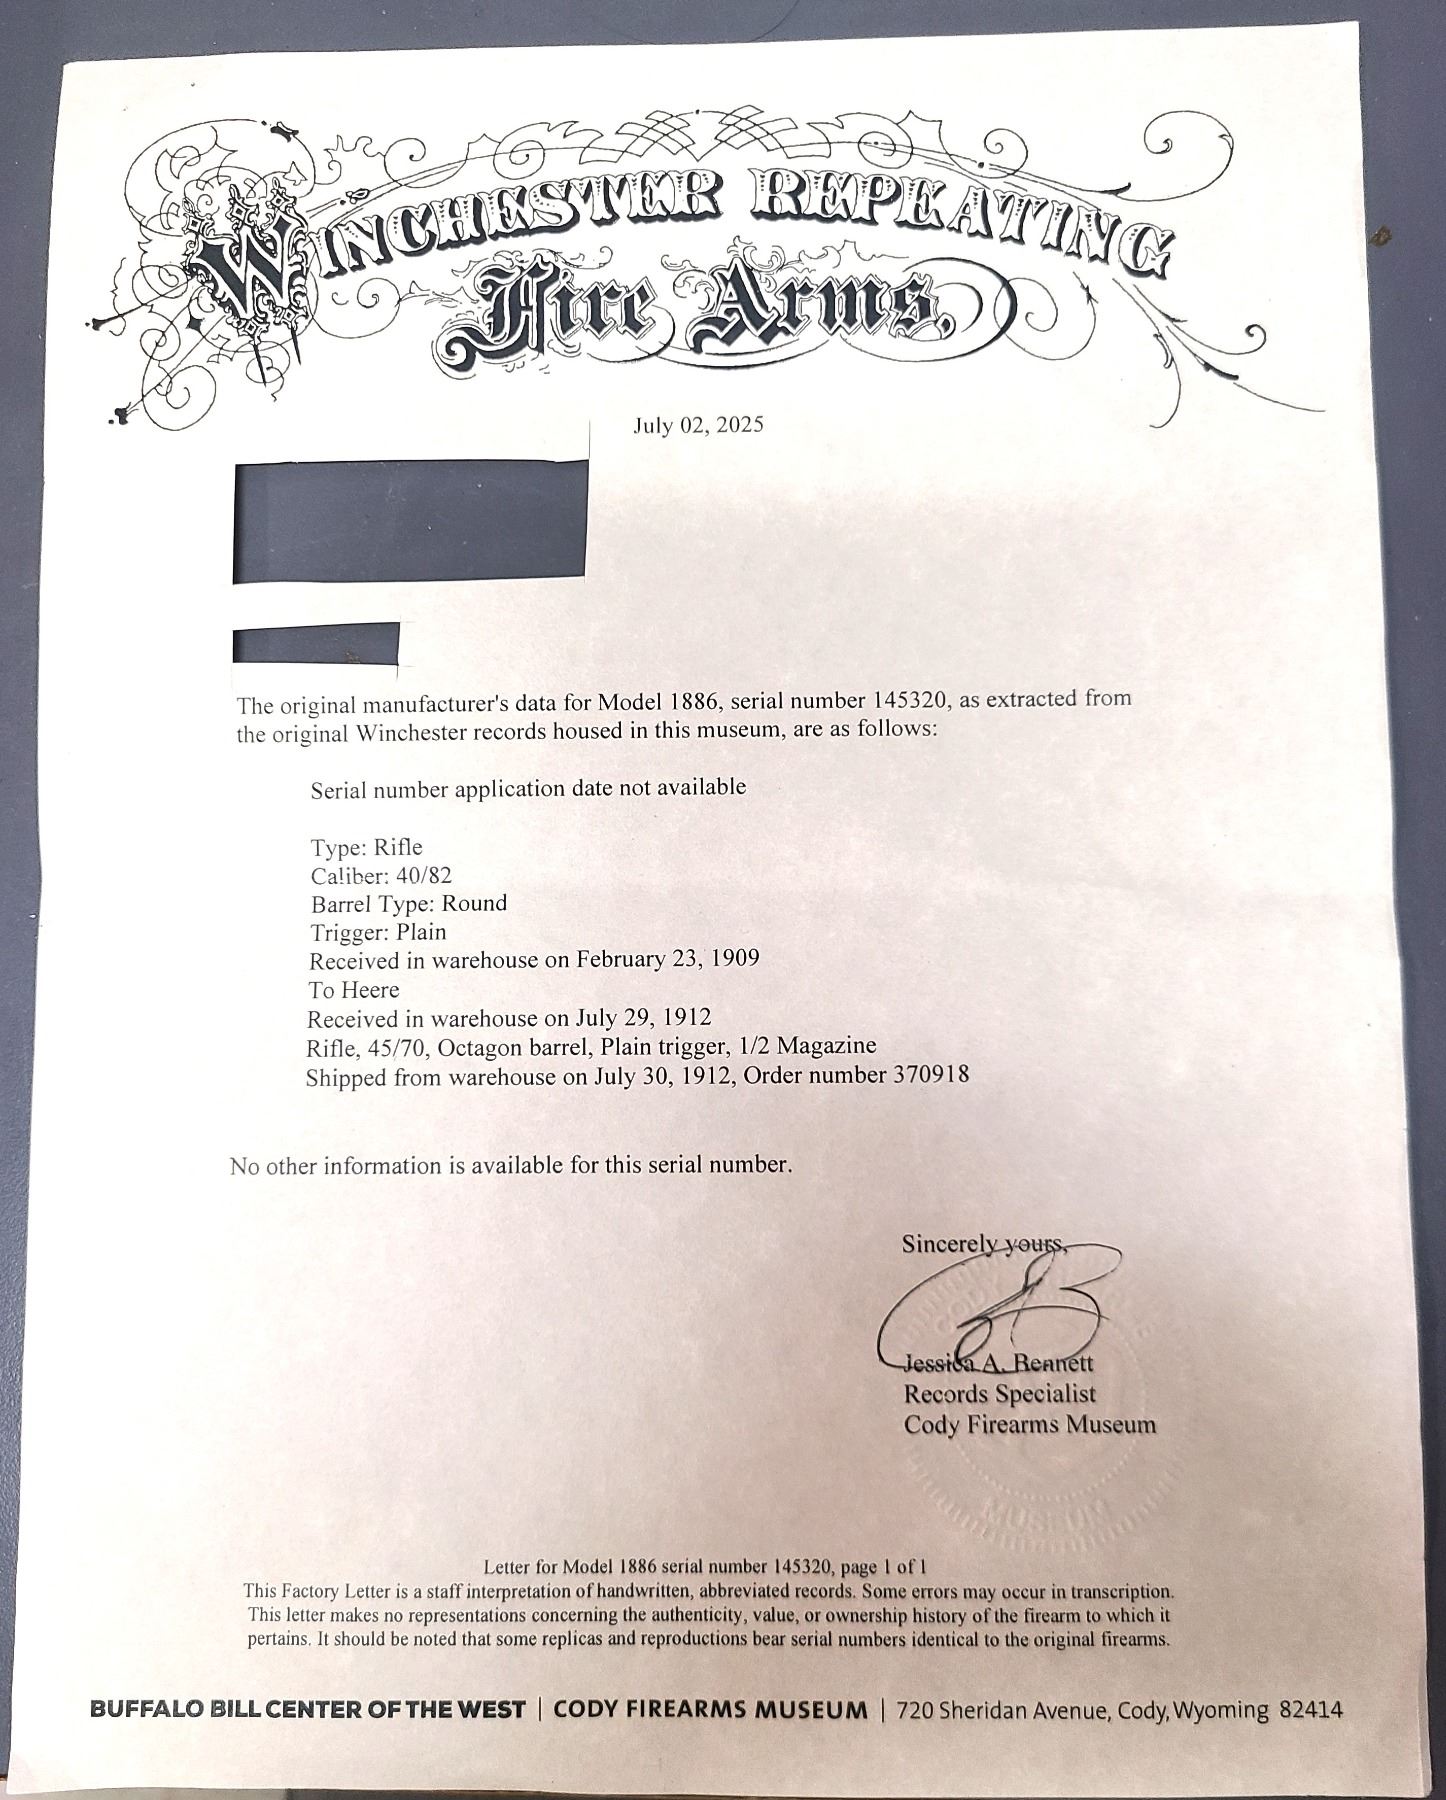 WINCHESTER REPEATING
Fire Arms,
July 02, 2025
The original manufacturer's data for Model 1886, serial number 145320, as extracted from
the original Winchester records housed in this museum, are as follows:
Serial number application date not available
Type: Rifle
Caliber: 40/82
Barrel Type: Round
Trigger: Plain
Received in warehouse on February 23, 1909
To Heere
Received in warehouse on July 29, 1912
Rifle, 45/70, Octagon barrel, Plain trigger, 1/2 Magazine
Shipped from warehouse on July 30, 1912, Order number 370918
No other information is available for this serial number.
Sincerely yours,
Jessica A. Bennett
Records Specialist
Cody Firearms Museum
MUSEUM
Letter for Model 1886 serial number 145320, page 1 of 1
This Factory Letter is a staff interpretation of handwritten, abbreviated records. Some errors may occur in transcription.
This letter makes no representations concerning the authenticity, value, or ownership history of the firearm to which it
pertains. It should be noted that some replicas and reproductions bear serial numbers identical to the original firearms.
BUFFALO BILL CENTER OF THE WEST | CODY FIREARMS MUSEUM | 720 Sheridan Avenue, Cody, Wyoming 82414